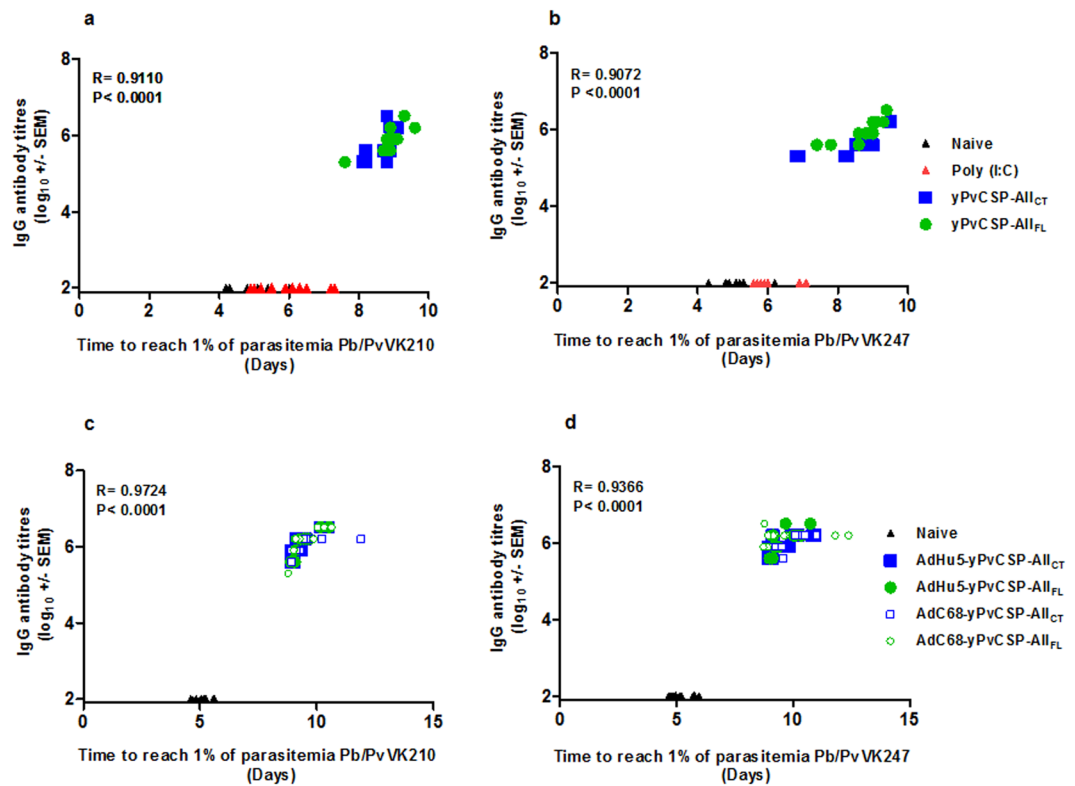 a
8
6
4
2
0 2 4 6 8 10
R= 0.9110
P< 0.0001
IgG antibody titres
(log10 +/- SEM)
Time to reach 1% of parasitemia Pb/PvVK210
(Days)
b
8
6
4
2
0 2 4 6 8 10
R= 0.9072
P <0.0001
IgG antibody titres
(log10 +/- SEM)
Time to reach 1% of parasitemia Pb/PvVK247
(Days)
Naive
Poly (I:C)
yPvCSP-AllCT
yPvCSP-AllFL
c
8
6
4
2
0 5 10 15
R= 0.9724
P< 0.0001
IgG antibody titres
(log10 +/- SEM)
Time to reach 1% of parasitemia Pb/PvVK210
(Days)
d
8
6
4
2
0 5 10 15
R= 0.9366
P< 0.0001
IgG antibody titres
(log10 +/- SEM)
Time to reach 1% of parasitemia Pb/PvVK247
(Days)
Naive
AdHu5-yPvCSP-AllCT
AdHu5-yPvCSP-AllFL
AdC68-yPvCSP-AllCT
AdC68-yPvCSP-AllFL